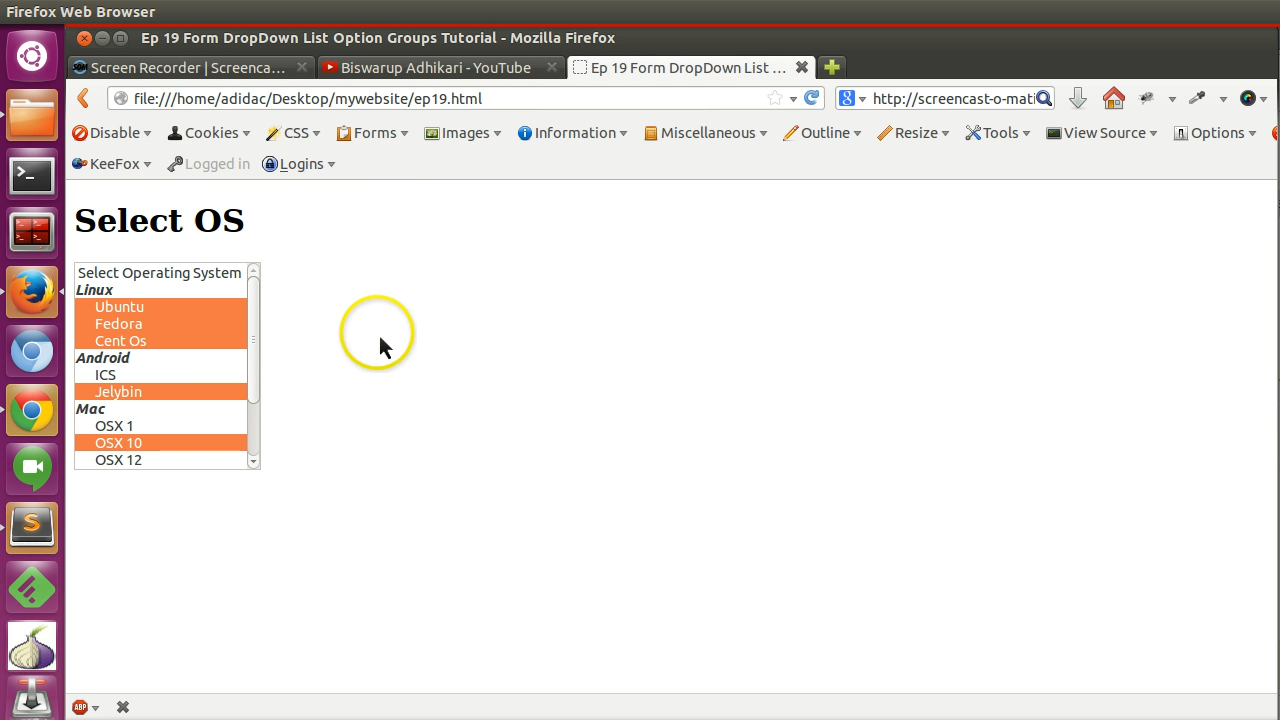 Firefox Web Browser
Ep 19 Form DropDown List Option Groups Tutorial - Mozilla Firefox
Screen Recorder | Screenca... Biswarup Adhikari - YouTube Ep 19 Form DropDown List ...
file:///home/adidac/Desktop/mywebsite/ep19.html http://screencast-o-mati
Disable Cookies CSS Forms Images Information Miscellaneous Outline Resize Tools View Source Options
KeeFox Logged in Logins
Select OS
Select Operating System
Linux
Ubuntu
Fedora
Cent Os
Android
ICS
Jelybin
Mac
OSX 1
OSX 10
OSX 12
ABP